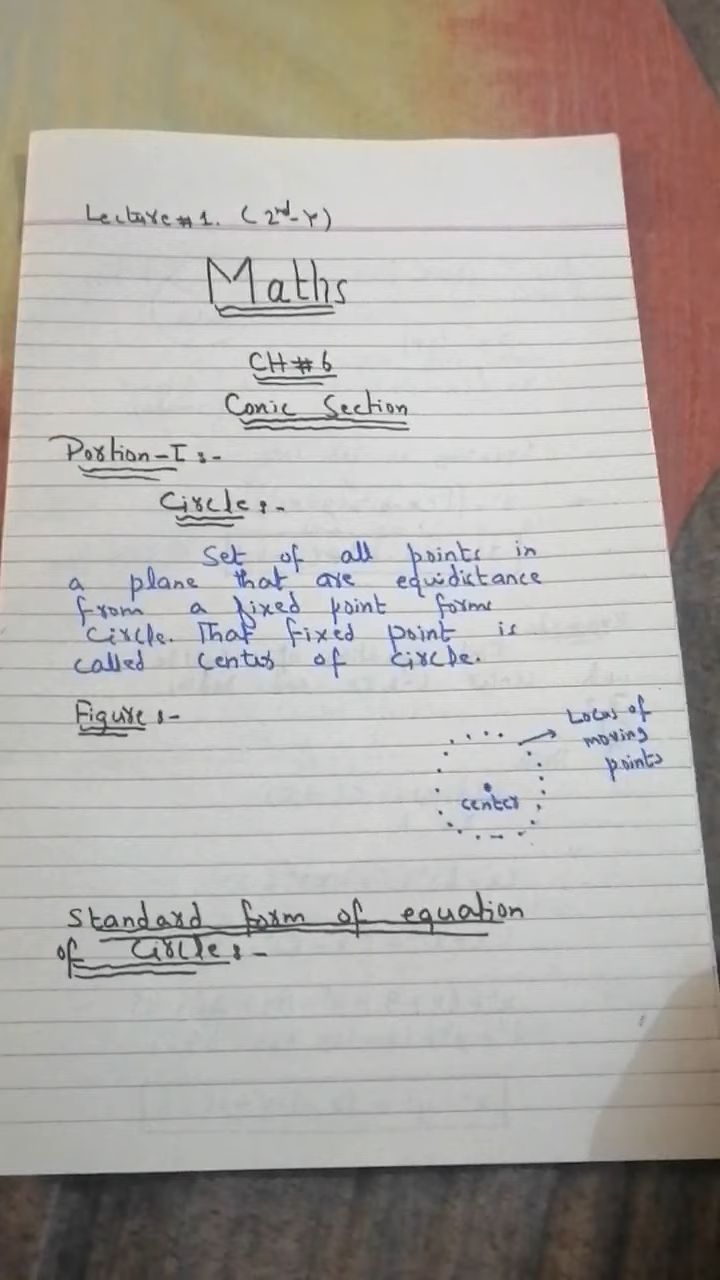 Lecture # 1. (2nd-Y)
Maths
CH # 6
Conic Section
Portion-I :-
Circle :-
Set of all points in
a plane that are equidistance
from a fixed point forms
circle. That fixed point is
called center of circle.
Figure :-
Locus of
moving
points
center
Standard form of equation
of Circle :-